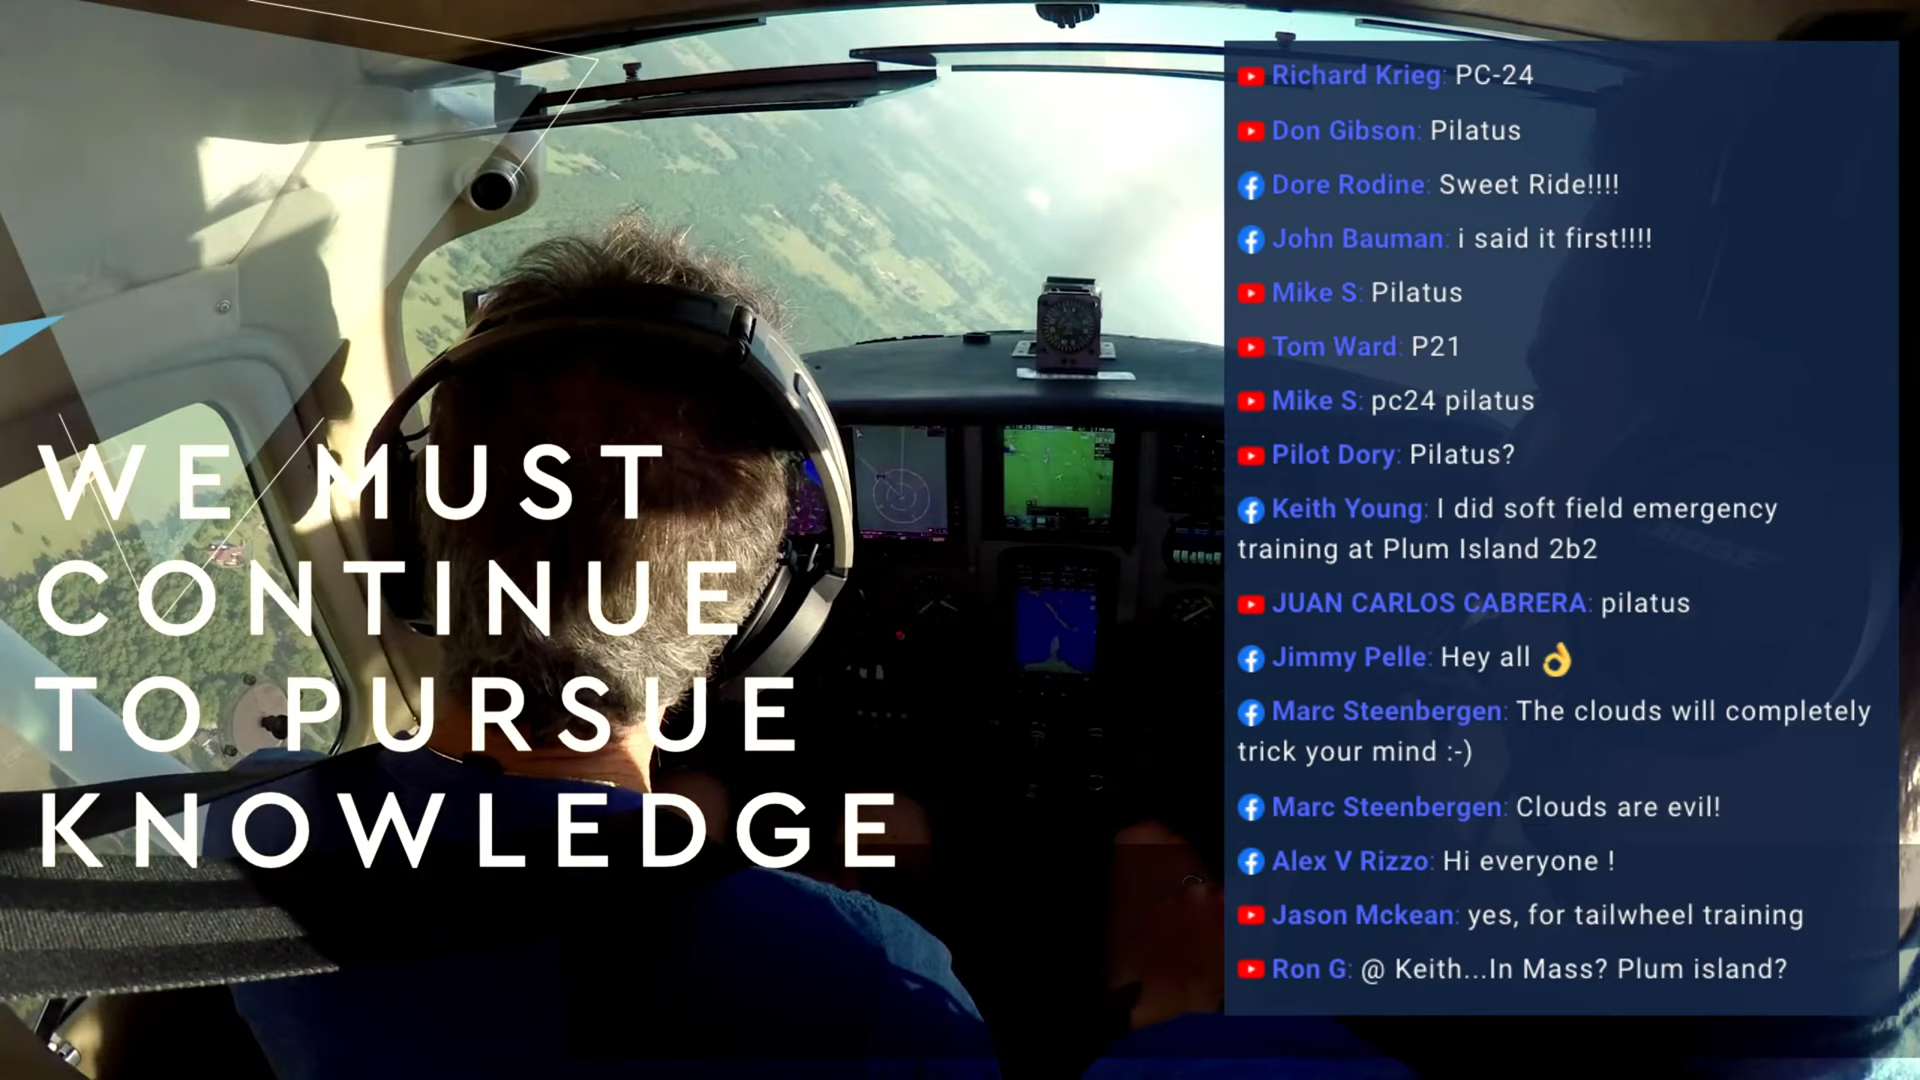 WE MUST
CONTINUE
TO PURSUE
KNOWLEDGE
Richard Krieg: PC-24
Don Gibson: Pilatus
Dore Rodine: Sweet Ride!!!!
John Bauman: i said it first!!!!
Mike S: Pilatus
Tom Ward: P21
Mike S: pc24 pilatus
Pilot Dory: Pilatus?
Keith Young: I did soft field emergency
training at Plum Island 2b2
JUAN CARLOS CABRERA: pilatus
Jimmy Pelle: Hey all 👌
Marc Steenbergen: The clouds will completely
trick your mind :-)
Marc Steenbergen: Clouds are evil!
Alex V Rizzo: Hi everyone !
Jason Mckean: yes, for tailwheel training
Ron G: @ Keith...In Mass? Plum island?